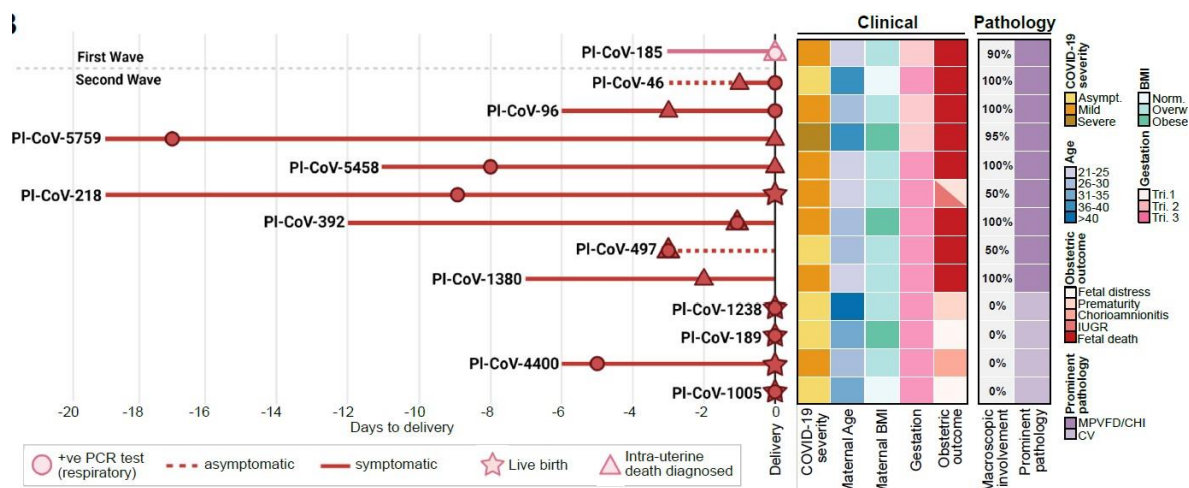 Clinical
Pathology
First Wave
Second Wave
PI-CoV-185
PI-CoV-46
PI-CoV-96
PI-CoV-5759
PI-CoV-5458
PI-CoV-218
PI-CoV-392
PI-CoV-497
PI-CoV-1380
PI-CoV-1238
PI-CoV-189
PI-CoV-4400
PI-CoV-1005
90%
100%
100%
95%
100%
50%
100%
50%
100%
0%
0%
0%
0%
-20 -18 -16 -14 -12 -10 -8 -6 -4 -2 0
Days to delivery
Delivery
COVID-19
severity
Maternal Age
Maternal BMI
Gestation
Obstetric
outcome
Macroscopic
involvement
Prominent
pathology
+ve PCR test
(respiratory)
asymptomatic
symptomatic
Live birth
Intra-uterine
death diagnosed
COVID-19
severity
Asympt.
Mild
Severe
BMI
Norm.
Overw
Obese
Age
21-25
26-30
31-35
36-40
>40
Gestation
Tri.1
Tri. 2
Tri. 3
Obstetric
outcome
Fetal distress
Prematurity
Chorioamnionitis
IUGR
Fetal death
Prominent
pathology
MPVFD/CHI
CV